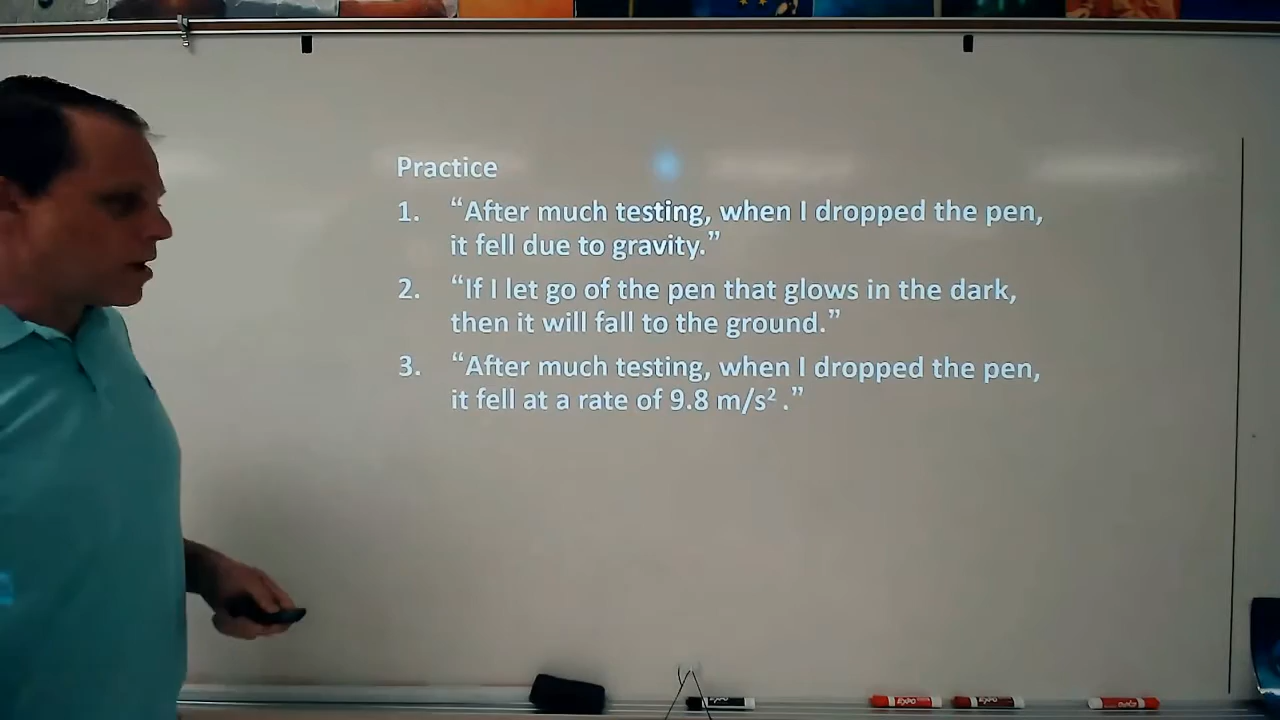 Practice
1. “After much testing, when I dropped the pen,
it fell due to gravity.”
2. “If I let go of the pen that glows in the dark,
then it will fall to the ground.”
3. “After much testing, when I dropped the pen,
it fell at a rate of 9.8 m/s² .”
EXPO